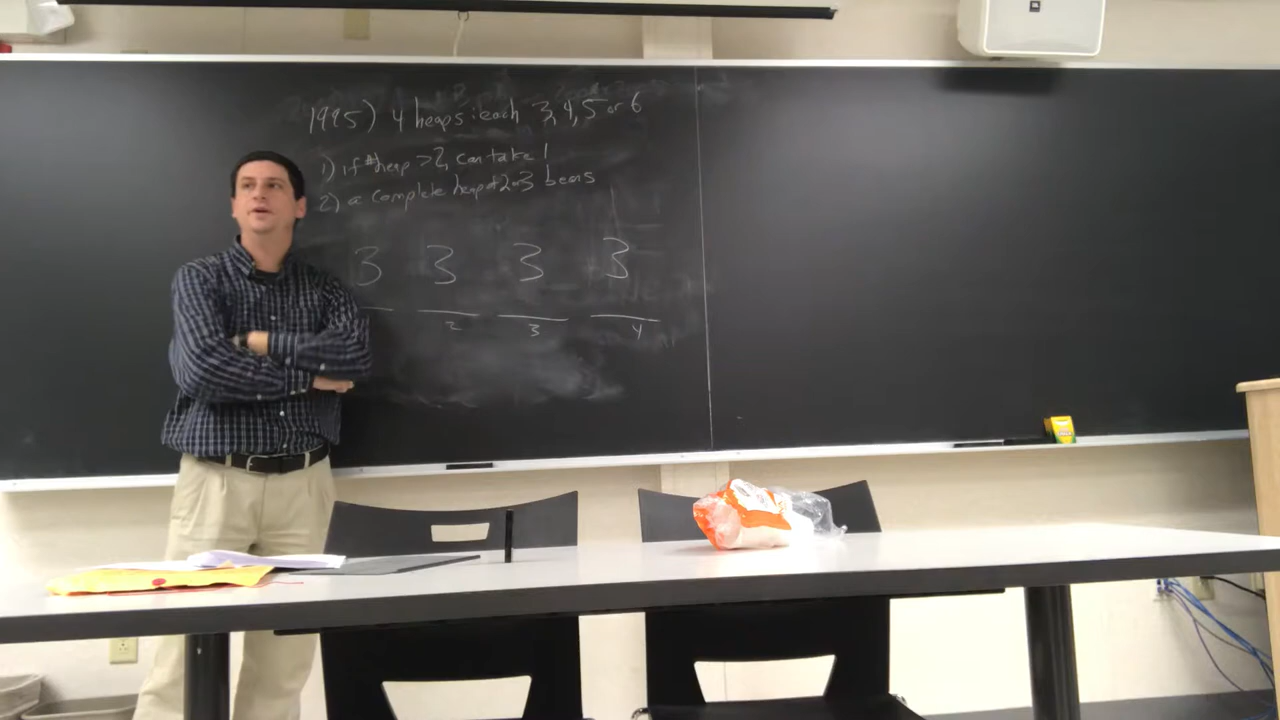 1995) 4 heaps : each 3, 4, 5 or 6
1) if # heap > 2, can take 1
2) a complete heap of 2 or 3 beans
3 3 3 3
2 3 4
JBL